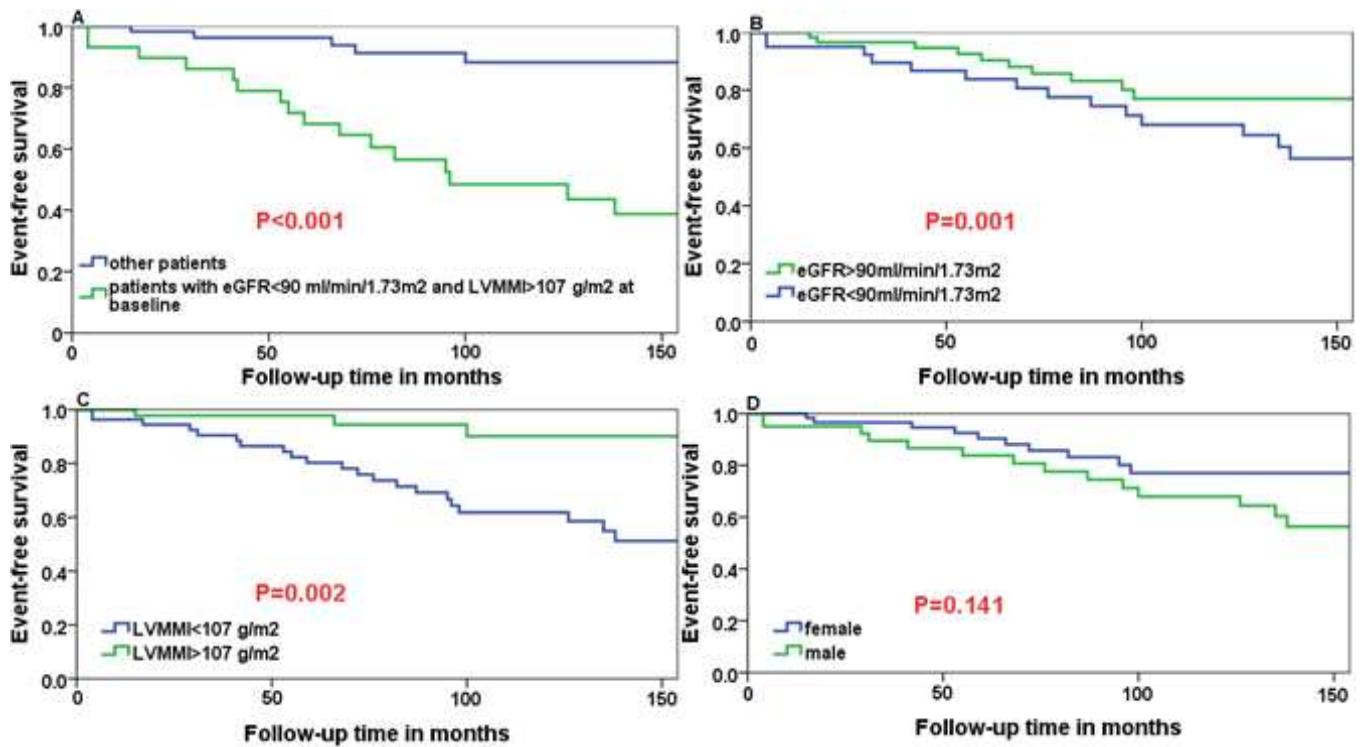 A
1.0
0.8
0.6
0.4
0.2
0
Event-free survival
P<0.001
other patients
patients with eGFR<90 ml/min/1.73m2 and LVMMI>107 g/m2 at
baseline
0 50 100 150
Follow-up time in months
B
1.0
0.8
0.6
0.4
0.2
0.0
Event-free survival
P=0.001
eGFR>90ml/min/1.73m2
eGFR<90ml/min/1.73m2
0 50 100 150
Follow-up time in months
C
1.0
0.8
0.6
0.4
0.2
0.0
Event-free survival
P=0.002
LVMMI<107 g/m2
LVMMI>107 g/m2
0 50 100 150
Follow-up time in months
D
1.0
0.8
0.6
0.4
0.2
0.0
Event-free survival
P=0.141
female
male
0 50 100 150
Follow-up time in months